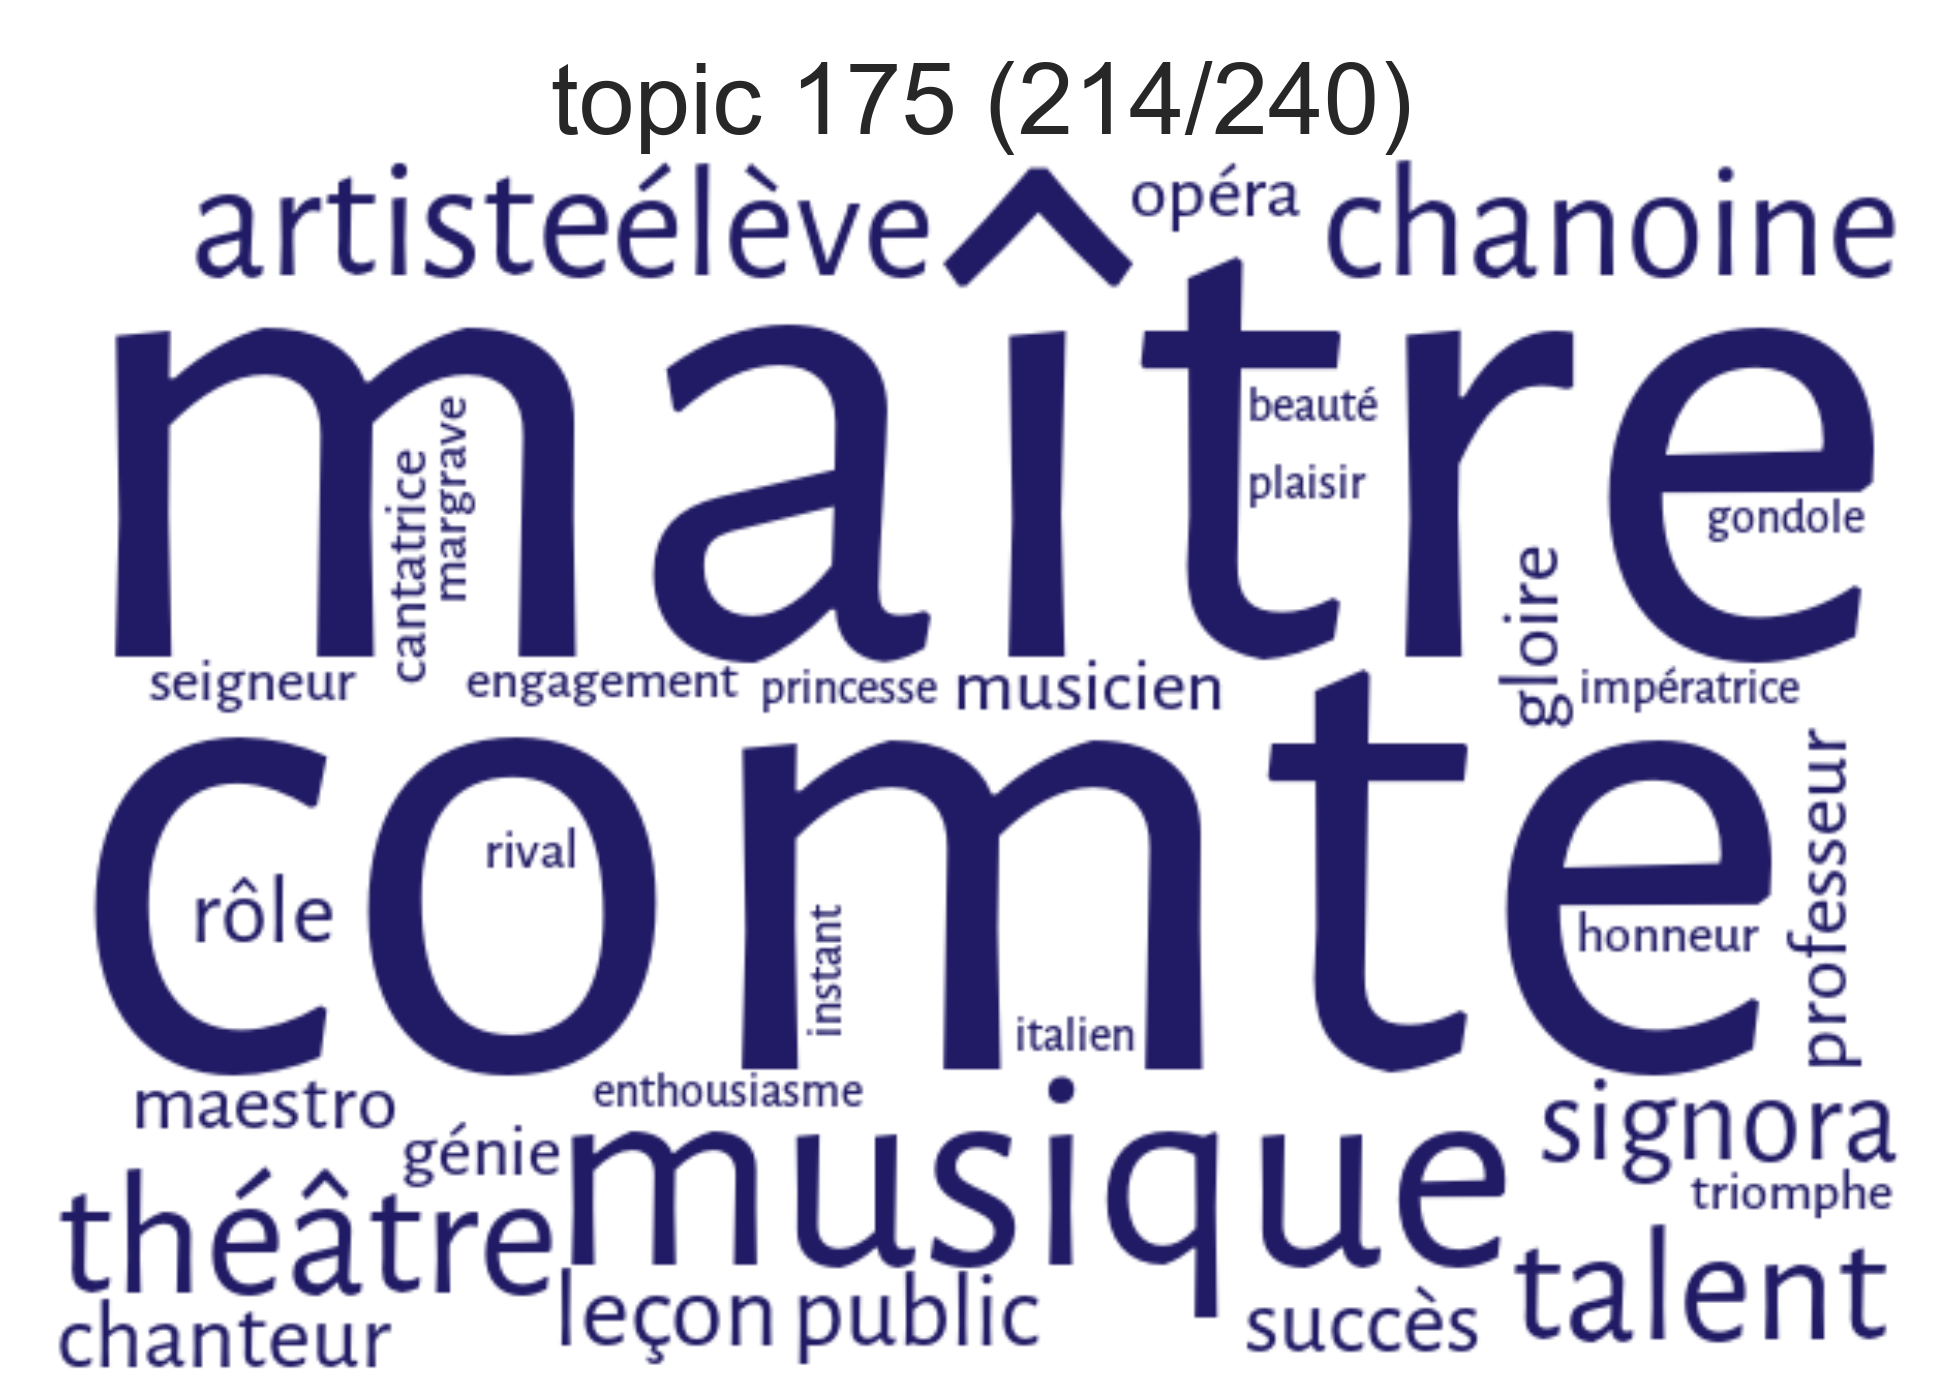 topic 175 (214/240)
artiste élève opéra chanoine
maître
cantatrice
margrave
beauté
plaisir
gondole
gloire
seigneur engagement princesse musicien impératrice
comte
rival
rôle
instant
italien
honneur
professeur
maestro enthousiasme signora
génie musique triomphe
théâtre talent
chanteur leçon public succès